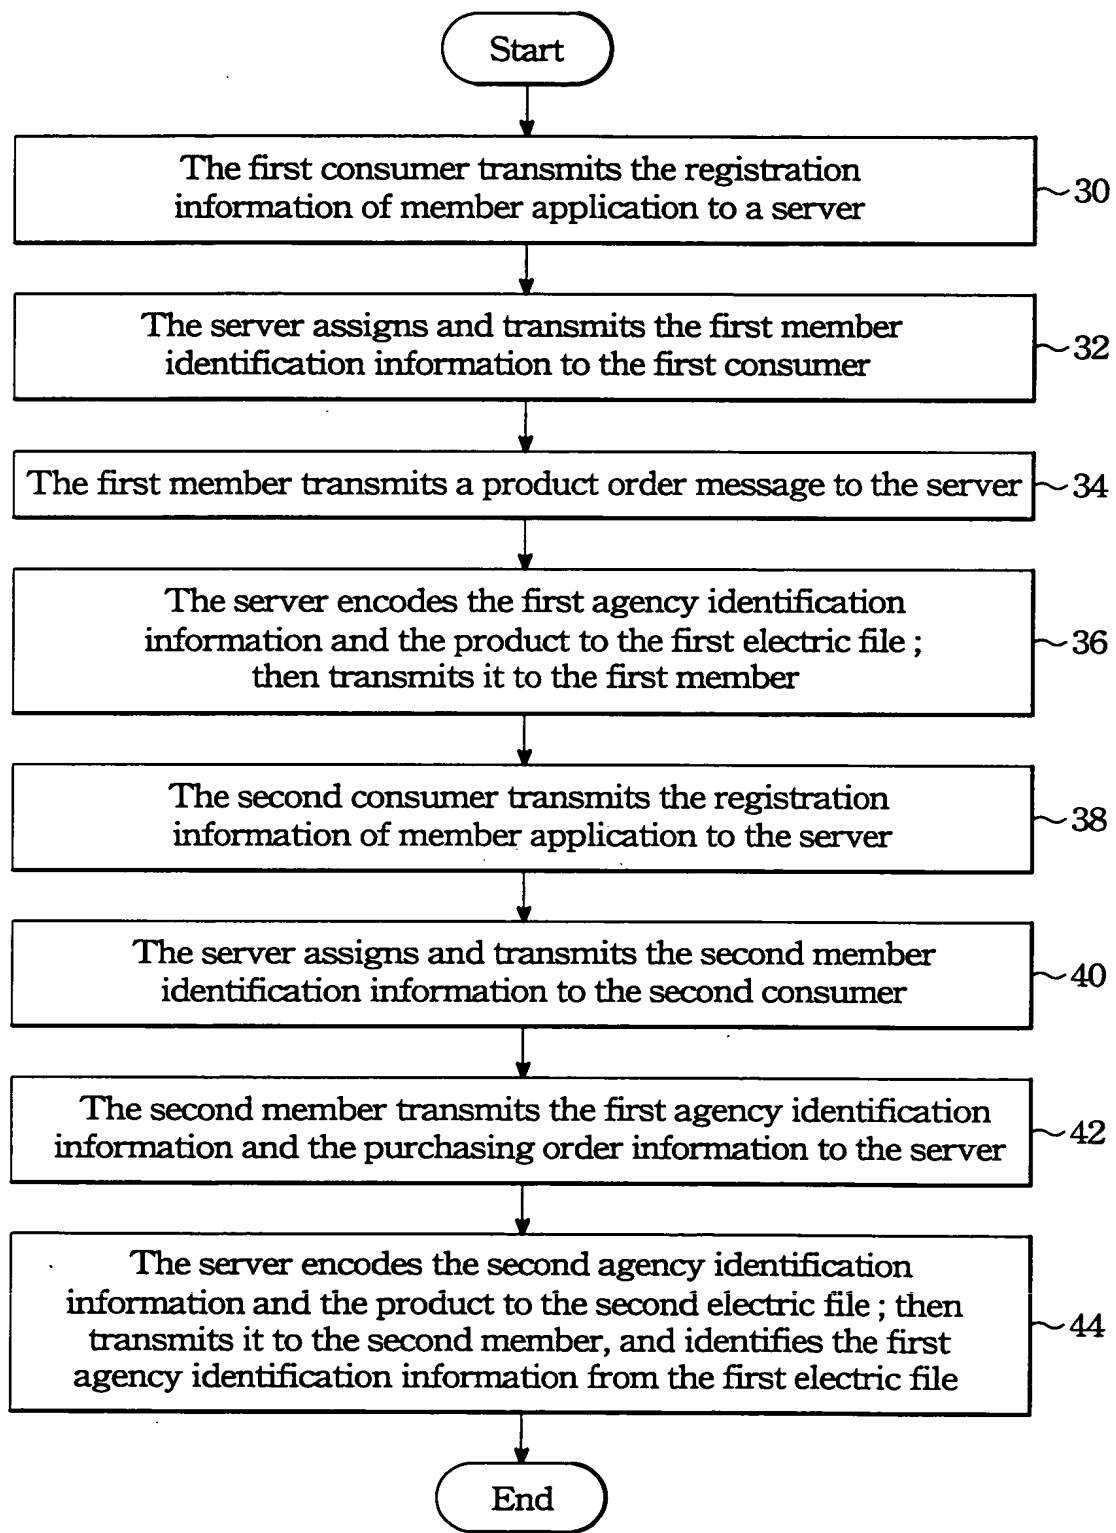 Start
The first consumer transmits the registration
information of member application to a server
30
The server assigns and transmits the first member
identification information to the first consumer
32
The first member transmits a product order message to the server
34
The server encodes the first agency identification
information and the product to the first electric file ;
then transmits it to the first member
36
The second consumer transmits the registration
information of member application to the server
38
The server assigns and transmits the second member
identification information to the second consumer
40
The second member transmits the first agency identification
information and the purchasing order information to the server
42
The server encodes the second agency identification
information and the product to the second electric file ; then
transmits it to the second member, and identifies the first
agency identification information from the first electric file
44
End